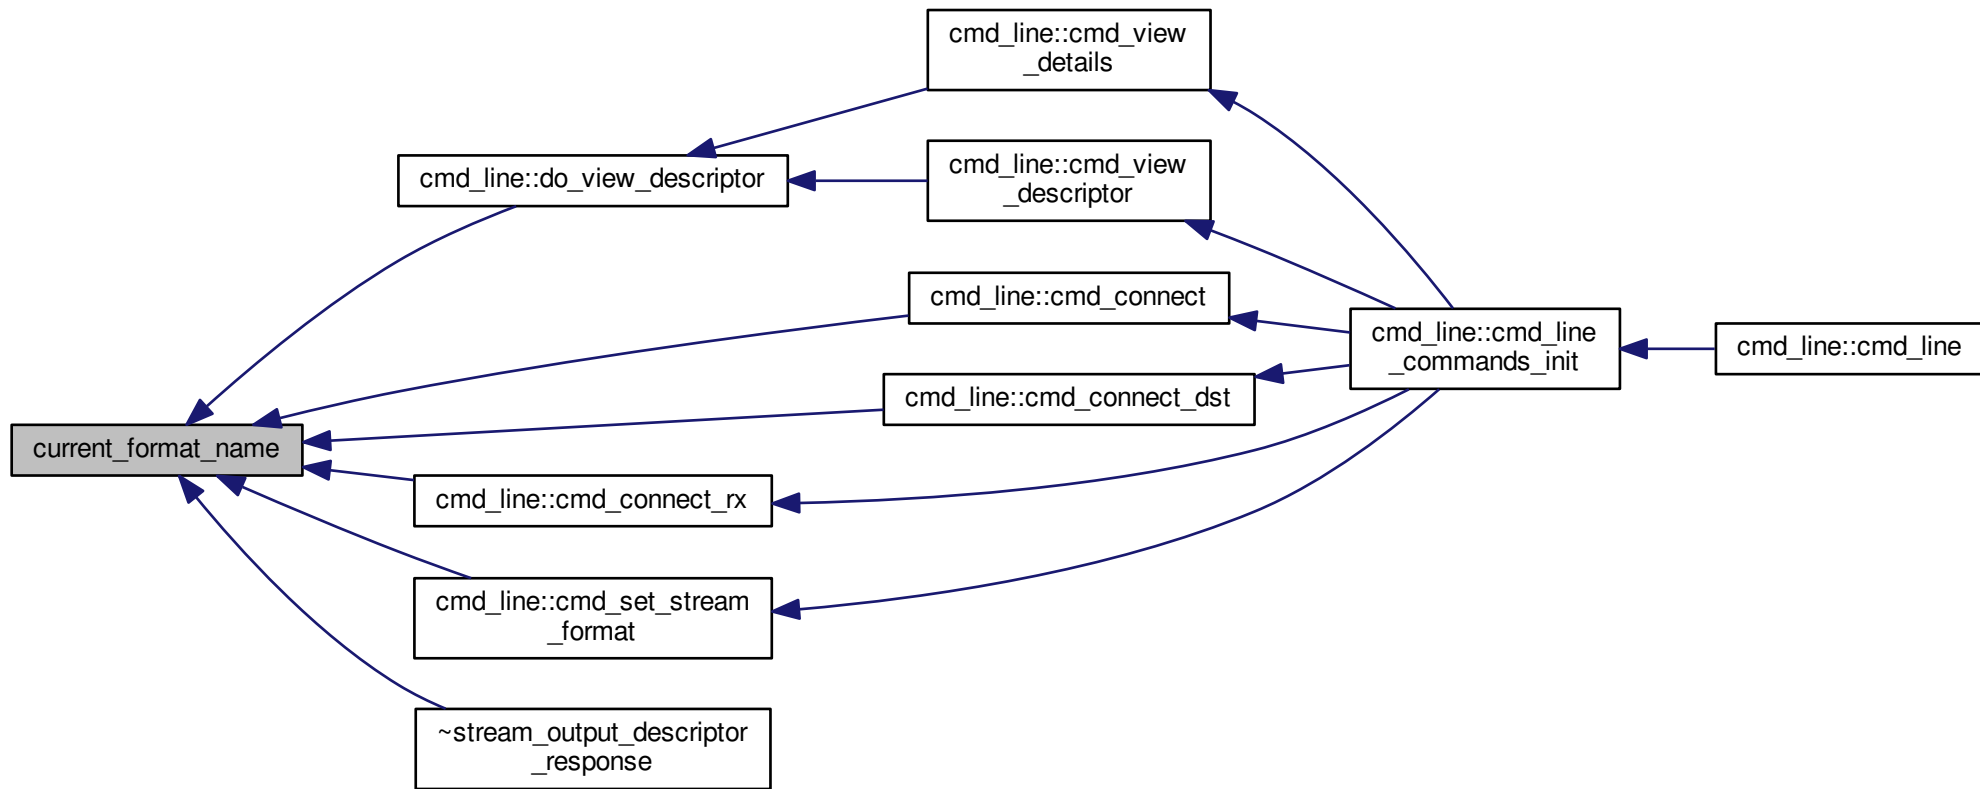 cmd_line::cmd_view
_details
cmd_line::do_view_descriptor
cmd_line::cmd_view
_descriptor
cmd_line::cmd_connect
cmd_line::cmd_line
_commands_init
cmd_line::cmd_line
cmd_line::cmd_connect_dst
current_format_name
cmd_line::cmd_connect_rx
cmd_line::cmd_set_stream
_format
~stream_output_descriptor
_response